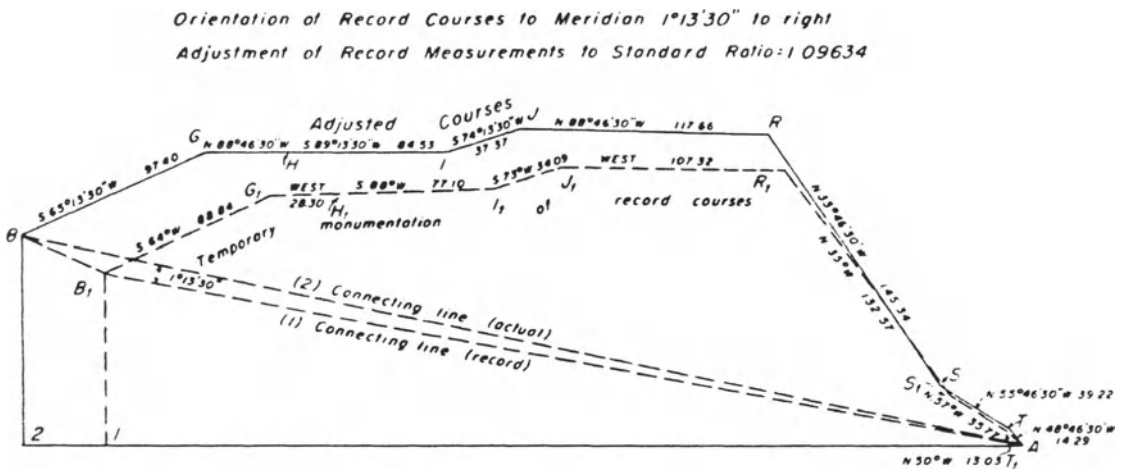 Orientation of Record Courses to Meridian 1°13'30" to right
Adjustment of Record Measurements to Standard Ratio=1 09634
G
N 88°46'30"W
H
Adjusted
S 89°13'30"W
84.53
I
Courses
S 74°13'30"W
37.37
J
N 88°46'30"W
117.66
R
S 65°13'30"W
97.40
B
G₁
WEST
28.30
H₁
S 88°W
77.10
I₁
S 73°W 34.09
J₁
WEST
107.32
R₁
S 64°W
88.84
B₁
Temporary
monumentation
of
record courses
N 33°46'30"W
145.34
N 35°W
132.57
1°13'30"
(2) Connecting line (actual)
(1) Connecting line (record)
S
S₁
N 55°46'30"W 39.22
N 57°W
T
N 48°46'30"W
14.29
A
N 50°W
13.03
T₁
2
1